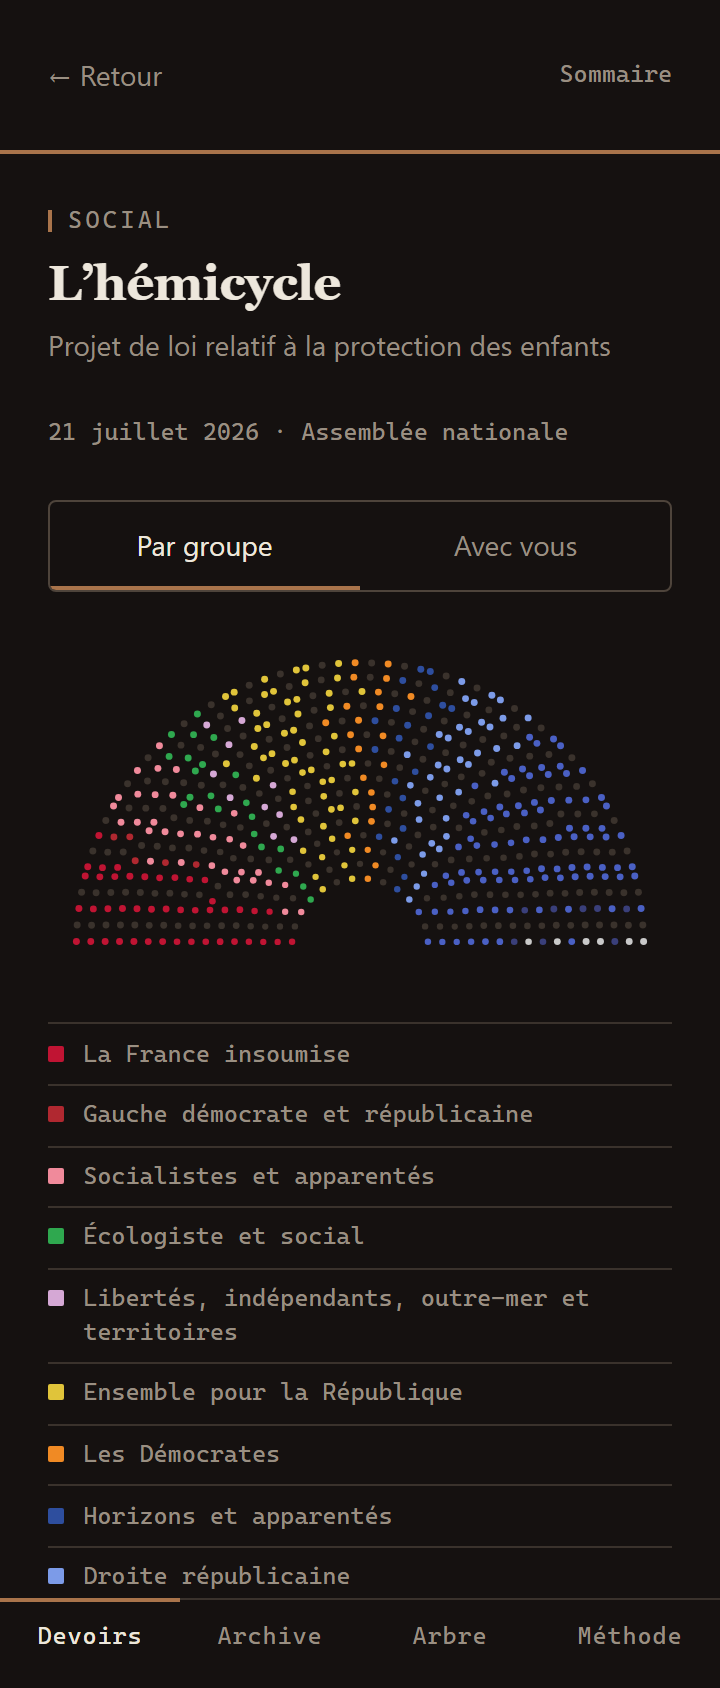 ← Retour
Sommaire
SOCIAL
L’hémicycle
Projet de loi relatif à la protection des enfants
21 juillet 2026 · Assemblée nationale
Par groupe
Avec vous
La France insoumise
Gauche démocrate et républicaine
Socialistes et apparentés
Écologiste et social
Libertés, indépendants, outre-mer et
territoires
Ensemble pour la République
Les Démocrates
Horizons et apparentés
Droite républicaine
Devoirs
Archive
Arbre
Méthode